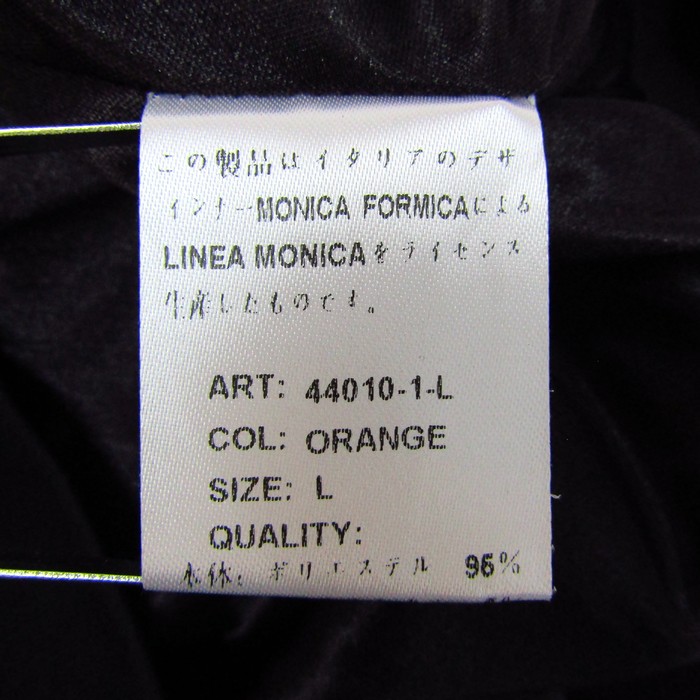 この製品はイタリアのデザ
インナーMONICA FORMICAによる
LINEA MONICAをライセンス
生産したものです。
ART: 44010-1-L
COL: ORANGE
SIZE: L
QUALITY:
本体: ポリエステル 95%